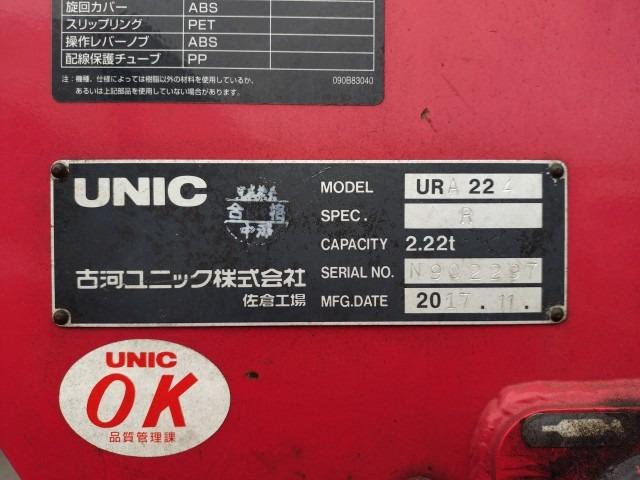 旋回カバー ABS
スリップリング PET
操作レバーノブ ABS
配線保護チューブ PP
注:機種、仕様によっては樹脂以外の材料を使用しているか、
あるいは上記部品を使用していない場合があります。
090B83040
UNIC
合格
MODEL URA 224
SPEC. R
CAPACITY 2.22t
SERIAL NO. N902297
MFG.DATE 2017.11.
古河ユニック株式会社
佐倉工場
UNIC
OK
品質管理課